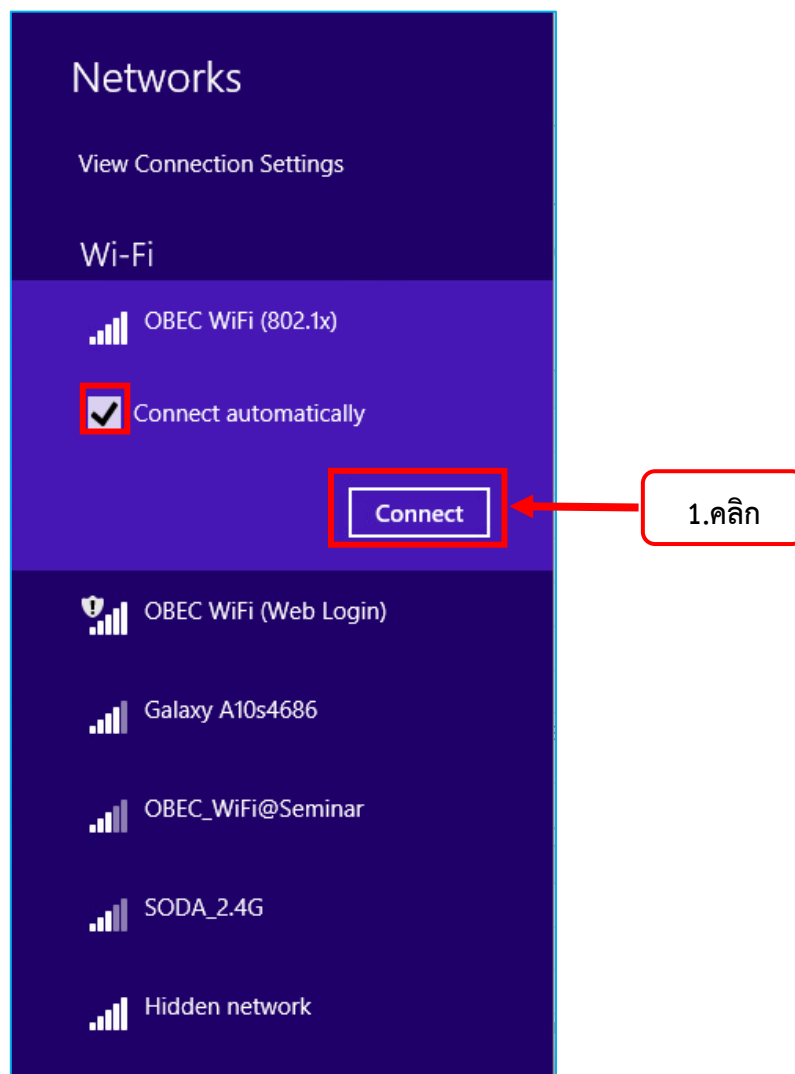 Networks
View Connection Settings
Wi-Fi
OBEC WiFi (802.1x)
Connect automatically
Connect
1.คลิก
OBEC WiFi (Web Login)
Galaxy A10s4686
OBEC_WiFi@Seminar
SODA_2.4G
Hidden network